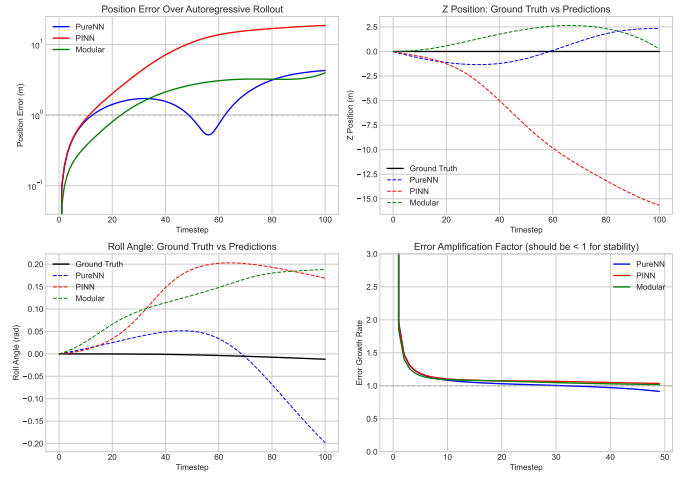 Position Error Over Autoregressive Rollout
PureNN
PINN
Modular
Position Error (m)
10¹
10⁰
10⁻¹
0
20
40
60
80
100
Timestep
Z Position: Ground Truth vs Predictions
Z Position (m)
2.5
0.0
−2.5
−5.0
−7.5
−10.0
−12.5
−15.0
Ground Truth
PureNN
PINN
Modular
0
20
40
60
80
100
Timestep
Roll Angle: Ground Truth vs Predictions
Ground Truth
PureNN
PINN
Modular
Roll Angle (rad)
0.20
0.15
0.10
0.05
0.00
−0.05
−0.10
−0.15
−0.20
0
20
40
60
80
100
Timestep
Error Amplification Factor (should be < 1 for stability)
PureNN
PINN
Modular
Error Growth Rate
3.0
2.5
2.0
1.5
1.0
0.5
0.0
0
10
20
30
40
50
Timestep